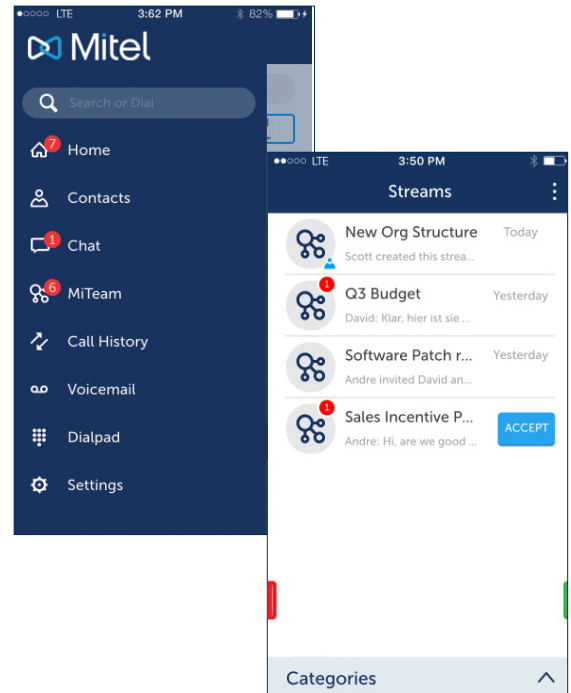 LTE 3:62 PM 82%
Mitel
Search or Dial
7
Home
Contacts
1
Chat
6
MiTeam
Call History
Voicemail
Dialpad
Settings
LTE 3:50 PM
Streams
New Org Structure Today
Scott created this strea...
1
Q3 Budget Yesterday
David: Klar, hier ist sie ...
Software Patch r... Yesterday
Andre invited David an...
1
Sales Incentive P...
ACCEPT
Andre: Hi, are we good ...
Categories